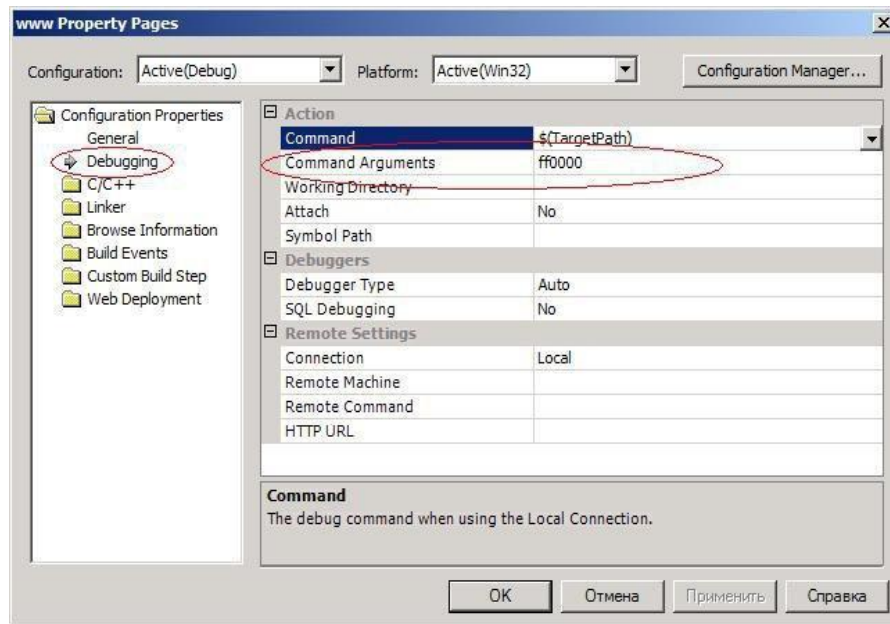 www Property Pages
Configuration: Active(Debug) Platform: Active(Win32) Configuration Manager...
Configuration Properties
General
Debugging
C/C++
Linker
Browse Information
Build Events
Custom Build Step
Web Deployment
Action
Command $(TargetPath)
Command Arguments ff0000
Working Directory
Attach No
Symbol Path
Debuggers
Debugger Type Auto
SQL Debugging No
Remote Settings
Connection Local
Remote Machine
Remote Command
HTTP URL
Command
The debug command when using the Local Connection.
OK Отмена Применить Справка